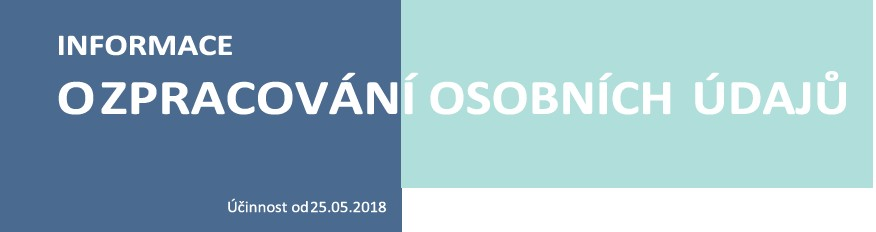 INFORMACE
O ZPRACOVÁNÍ OSOBNÍCH ÚDAJŮ
Účinnost od 25.05.2018